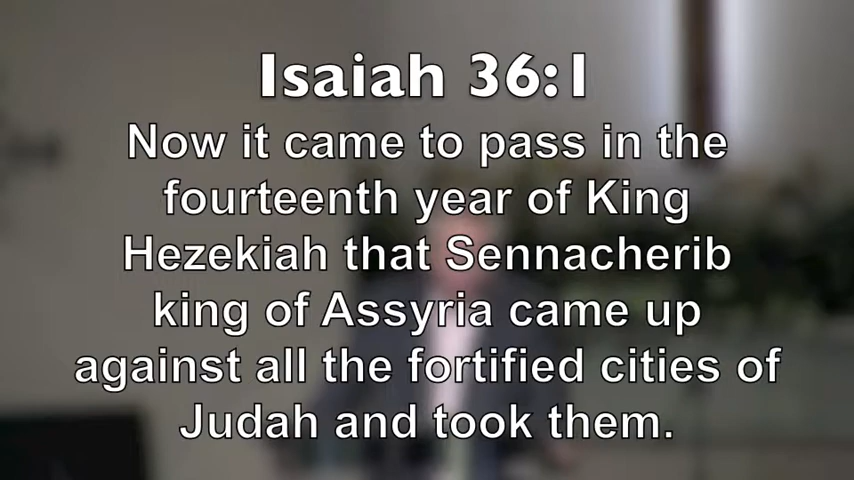 Isaiah 36:1
Now it came to pass in the
fourteenth year of King
Hezekiah that Sennacherib
king of Assyria came up
against all the fortified cities of
Judah and took them.